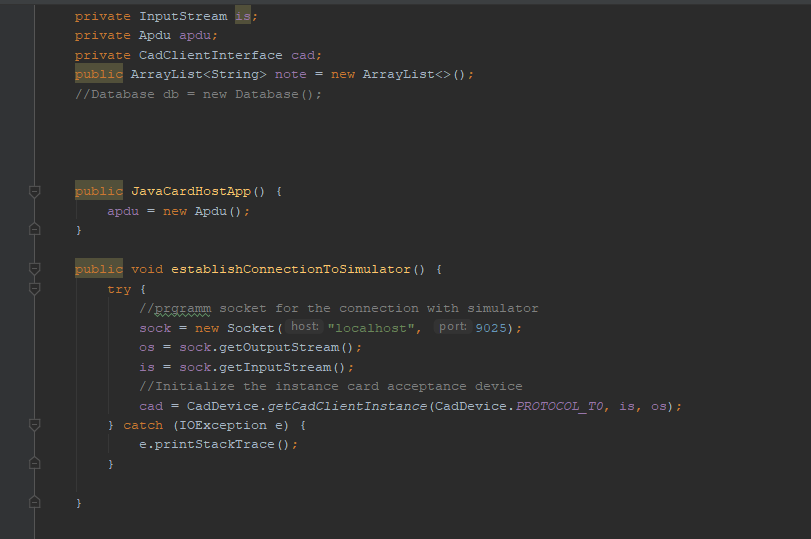 private InputStream is;
private Apdu apdu;
private CadClientInterface cad;
public ArrayList<String> note = new ArrayList<>();
//Database db = new Database();
public JavaCardHostApp() {
apdu = new Apdu();
}
public void establishConnectionToSimulator() {
try {
//prgramm socket for the connection with simulator
sock = new Socket( host: "localhost", port: 9025);
os = sock.getOutputStream();
is = sock.getInputStream();
//Initialize the instance card acceptance device
cad = CadDevice.getCadClientInstance(CadDevice.PROTOCOL_T0, is, os);
} catch (IOException e) {
e.printStackTrace();
}
}